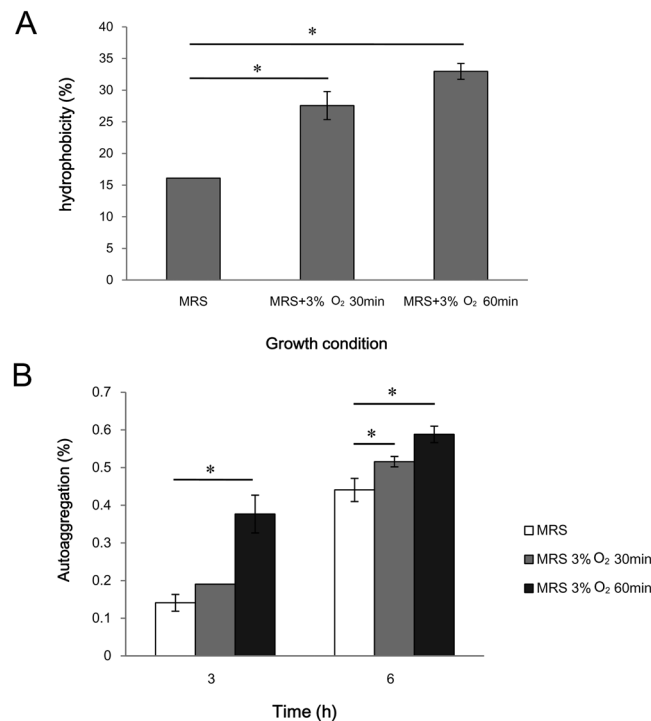 A
40
35
30
25
20
15
10
5
0
hydrophobicity (%)
*
*
MRS
MRS+3% O₂ 30min
MRS+3% O₂ 60min
Growth condition
B
0.7
0.6
0.5
0.4
0.3
0.2
0.1
0
Autoaggregation (%)
*
*
*
3
6
Time (h)
MRS
MRS 3% O₂ 30min
MRS 3% O₂ 60min